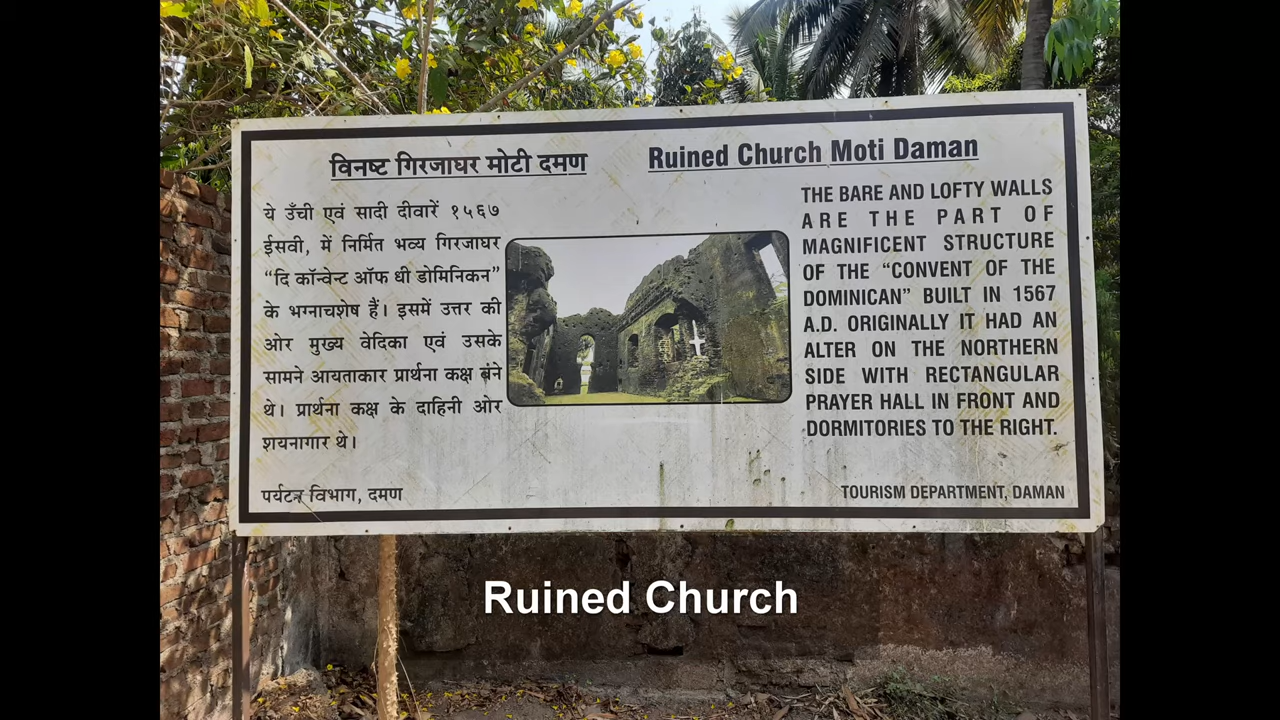 विनष्ट गिरजाघर मोटी दमण
ये उँची एवं सादी दीवारें १५६७
ईसवी, में निर्मित भव्य गिरजाघर
“दि कॉन्वेन्ट ऑफ धी डोमिनिकन”
के भग्नाचशेष हैं। इसमें उत्तर की
ओर मुख्य वेदिका एवं उसके
सामने आयताकार प्रार्थना कक्ष बंने
थे। प्रार्थना कक्ष के दाहिनी ओर
शयनागार थे।
पर्यटन विभाग, दमण
Ruined Church Moti Daman
THE BARE AND LOFTY WALLS
ARE THE PART OF
MAGNIFICENT STRUCTURE
OF THE “CONVENT OF THE
DOMINICAN” BUILT IN 1567
A.D. ORIGINALLY IT HAD AN
ALTER ON THE NORTHERN
SIDE WITH RECTANGULAR
PRAYER HALL IN FRONT AND
DORMITORIES TO THE RIGHT.
TOURISM DEPARTMENT, DAMAN
Ruined Church